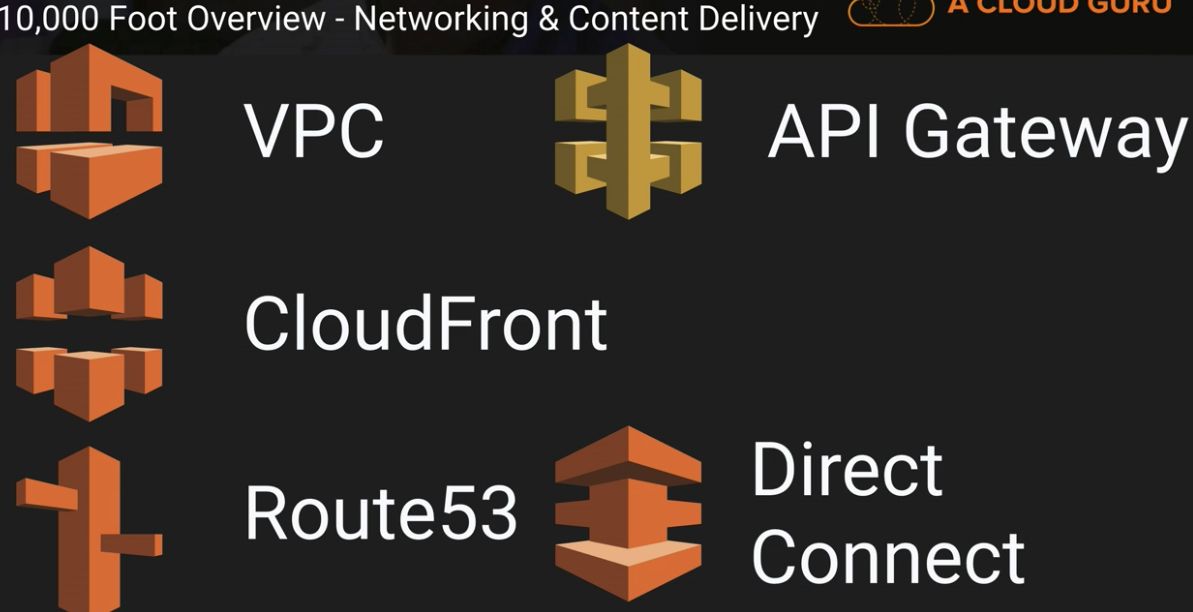 10,000 Foot Overview - Networking & Content Delivery
A CLOUD GURU
VPC
API Gateway
CloudFront
Route53
Direct
Connect